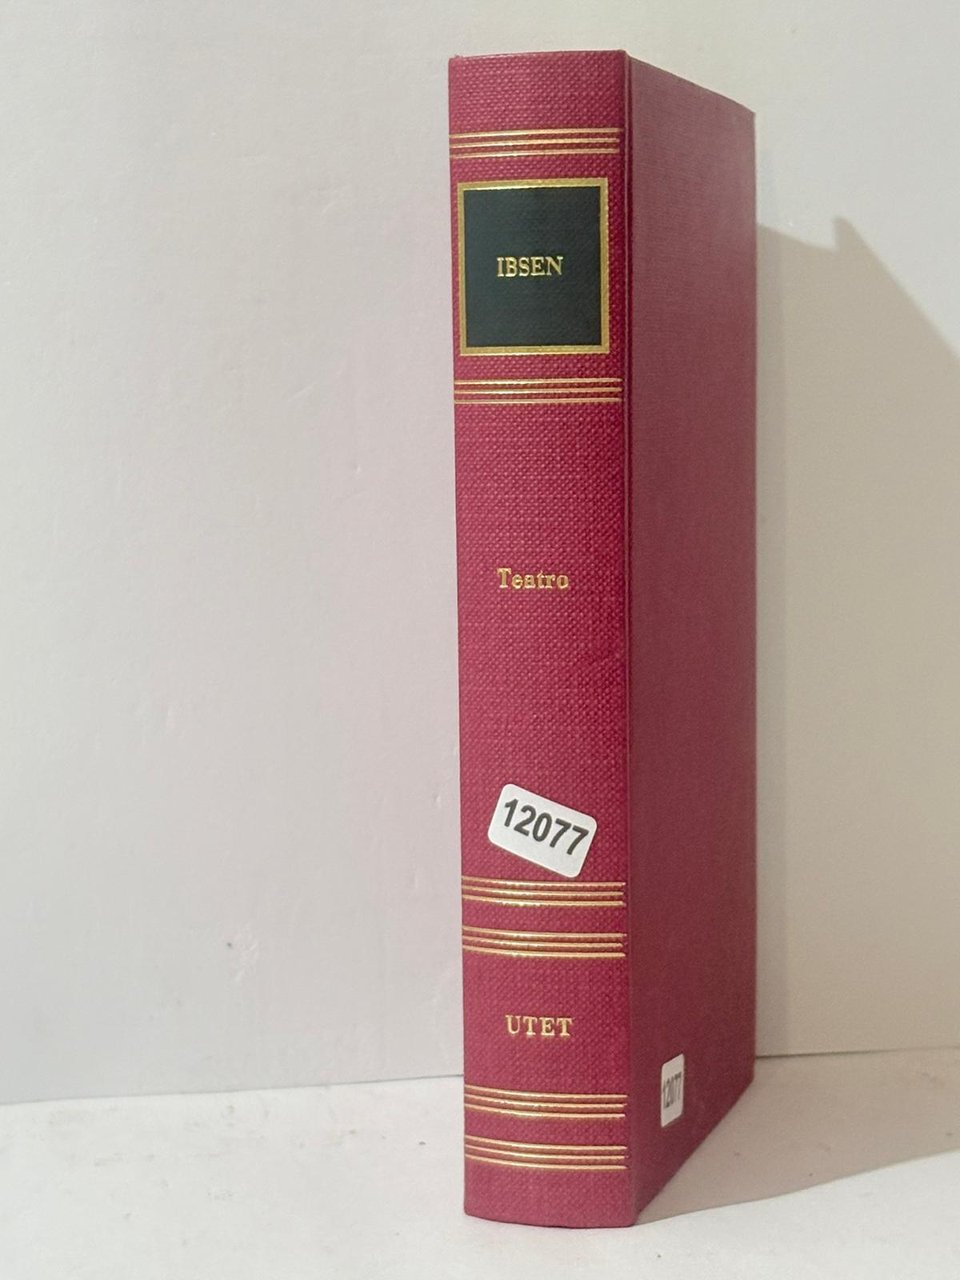 IBSEN
Teatro
12077
UTET
12077